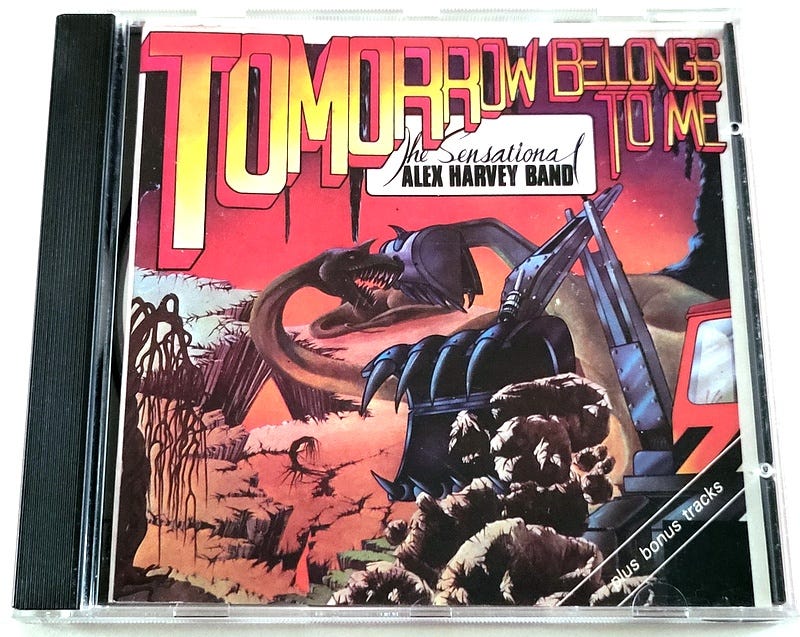 TOMORROW BELONGS
TO ME
The Sensational
ALEX HARVEY BAND
plus bonus tracks